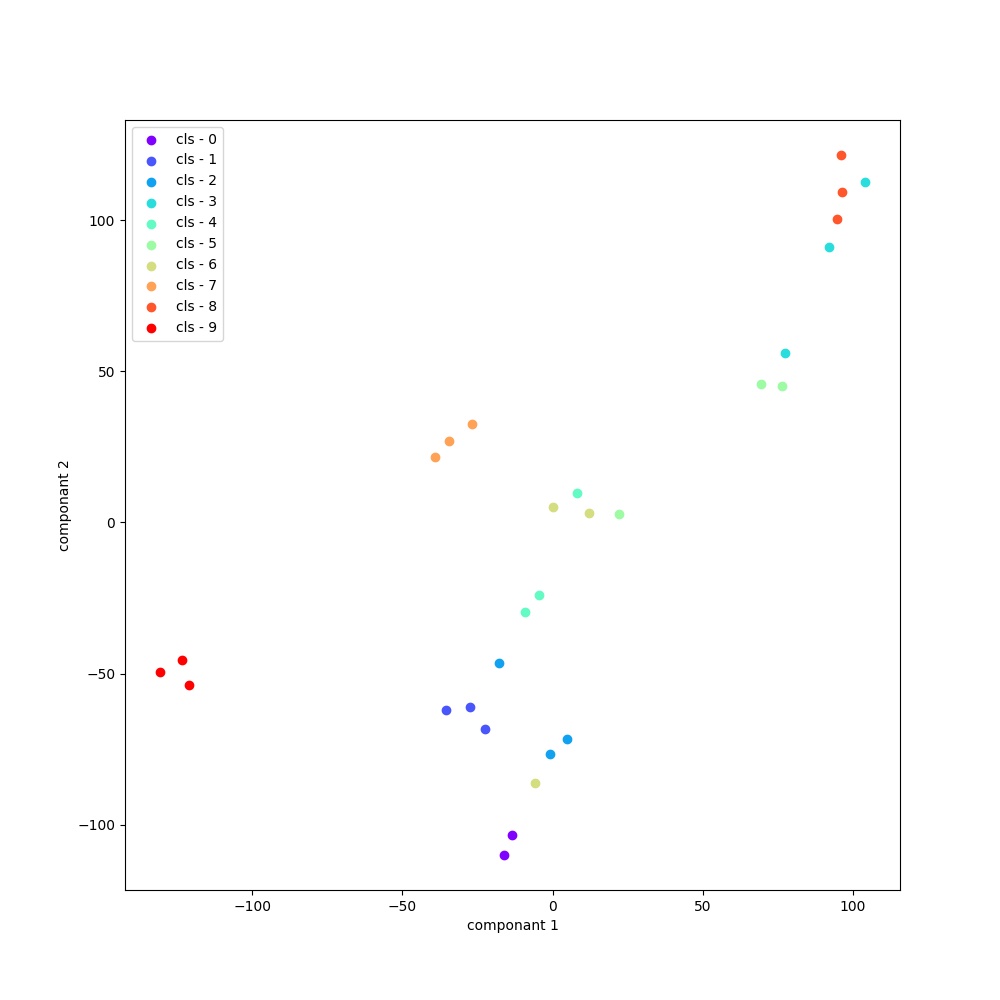 cls - 0
cls - 1
cls - 2
cls - 3
cls - 4
cls - 5
cls - 6
cls - 7
cls - 8
cls - 9
100
50
0
−50
−100
componant 2
−100 −50 0 50 100
componant 1